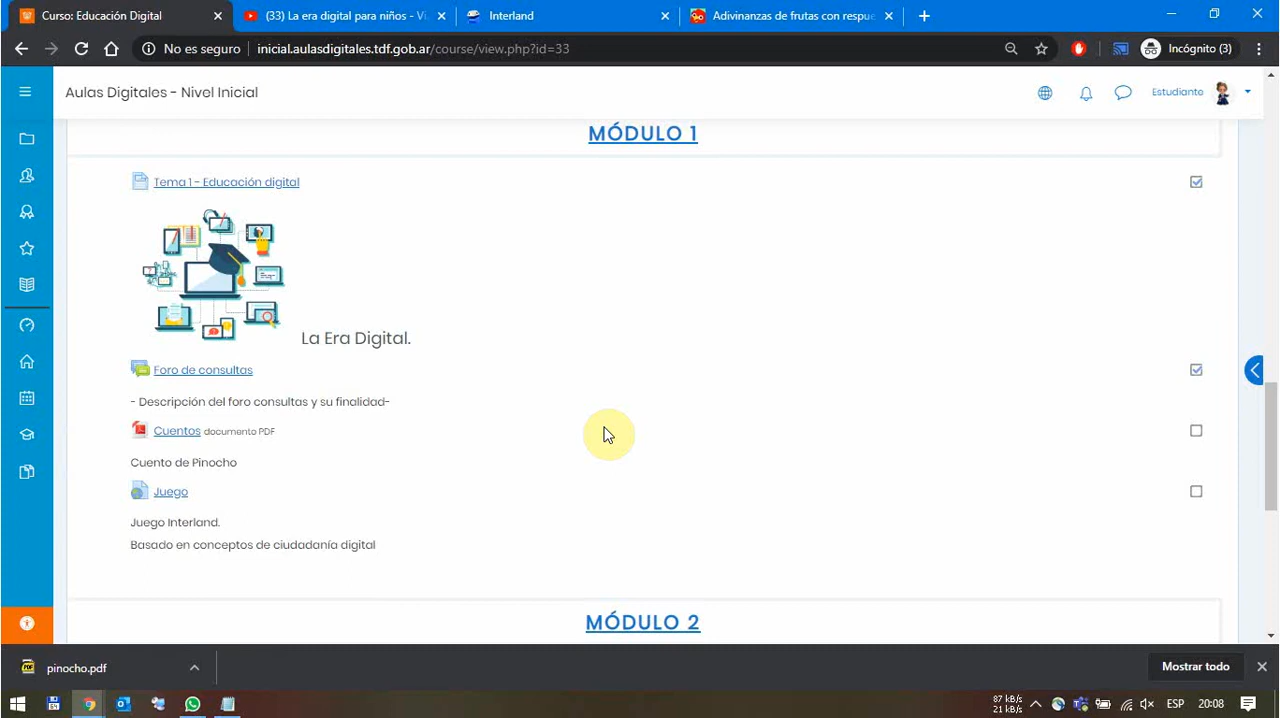 Curso: Educación Digital
(33) La era digital para niños - Vi
Interland
Adivinanzas de frutas con respue
No es seguro
inicial.aulasdigitales.tdf.gob.ar/course/view.php?id=33
Incógnito (3)
Aulas Digitales - Nivel Inicial
Estudiante
MÓDULO 1
Tema 1 - Educación digital
La Era Digital.
Foro de consultas
- Descripción del foro consultas y su finalidad-
Cuentos documento PDF
Cuento de Pinocho
Juego
Juego Interland.
Basado en conceptos de ciudadanía digital
MÓDULO 2
pinocho.pdf
Mostrar todo
87 kB/s
21 kB/s
ESP
20:08